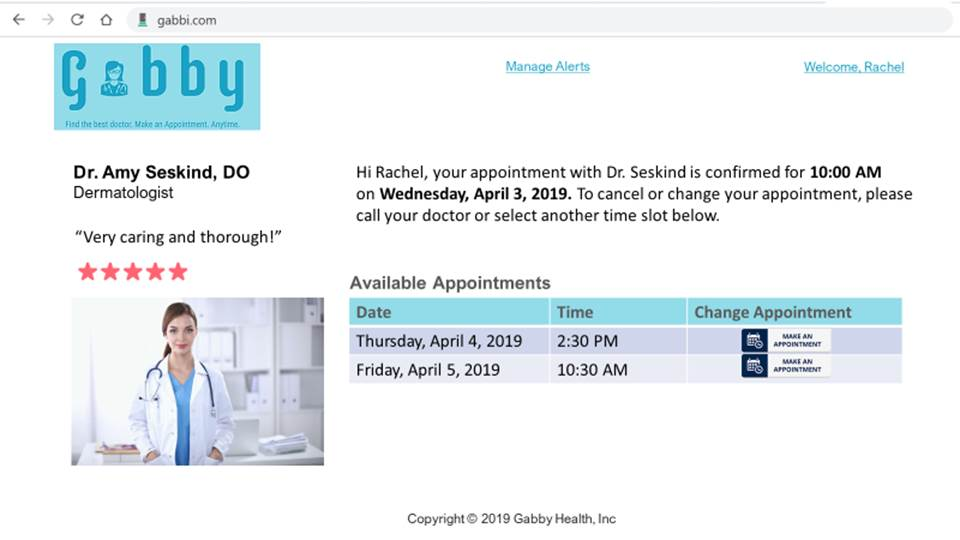 gabbi.com
Gabby
Find the best doctor. Make an Appointment. Anytime.
Manage Alerts
Welcome, Rachel
Dr. Amy Seskind, DO
Dermatologist
“Very caring and thorough!”
Hi Rachel, your appointment with Dr. Seskind is confirmed for 10:00 AM
on Wednesday, April 3, 2019. To cancel or change your appointment, please
call your doctor or select another time slot below.
Available Appointments
Date Time Change Appointment
Thursday, April 4, 2019 2:30 PM MAKE AN
APPOINTMENT
Friday, April 5, 2019 10:30 AM MAKE AN
APPOINTMENT
Copyright © 2019 Gabby Health, Inc